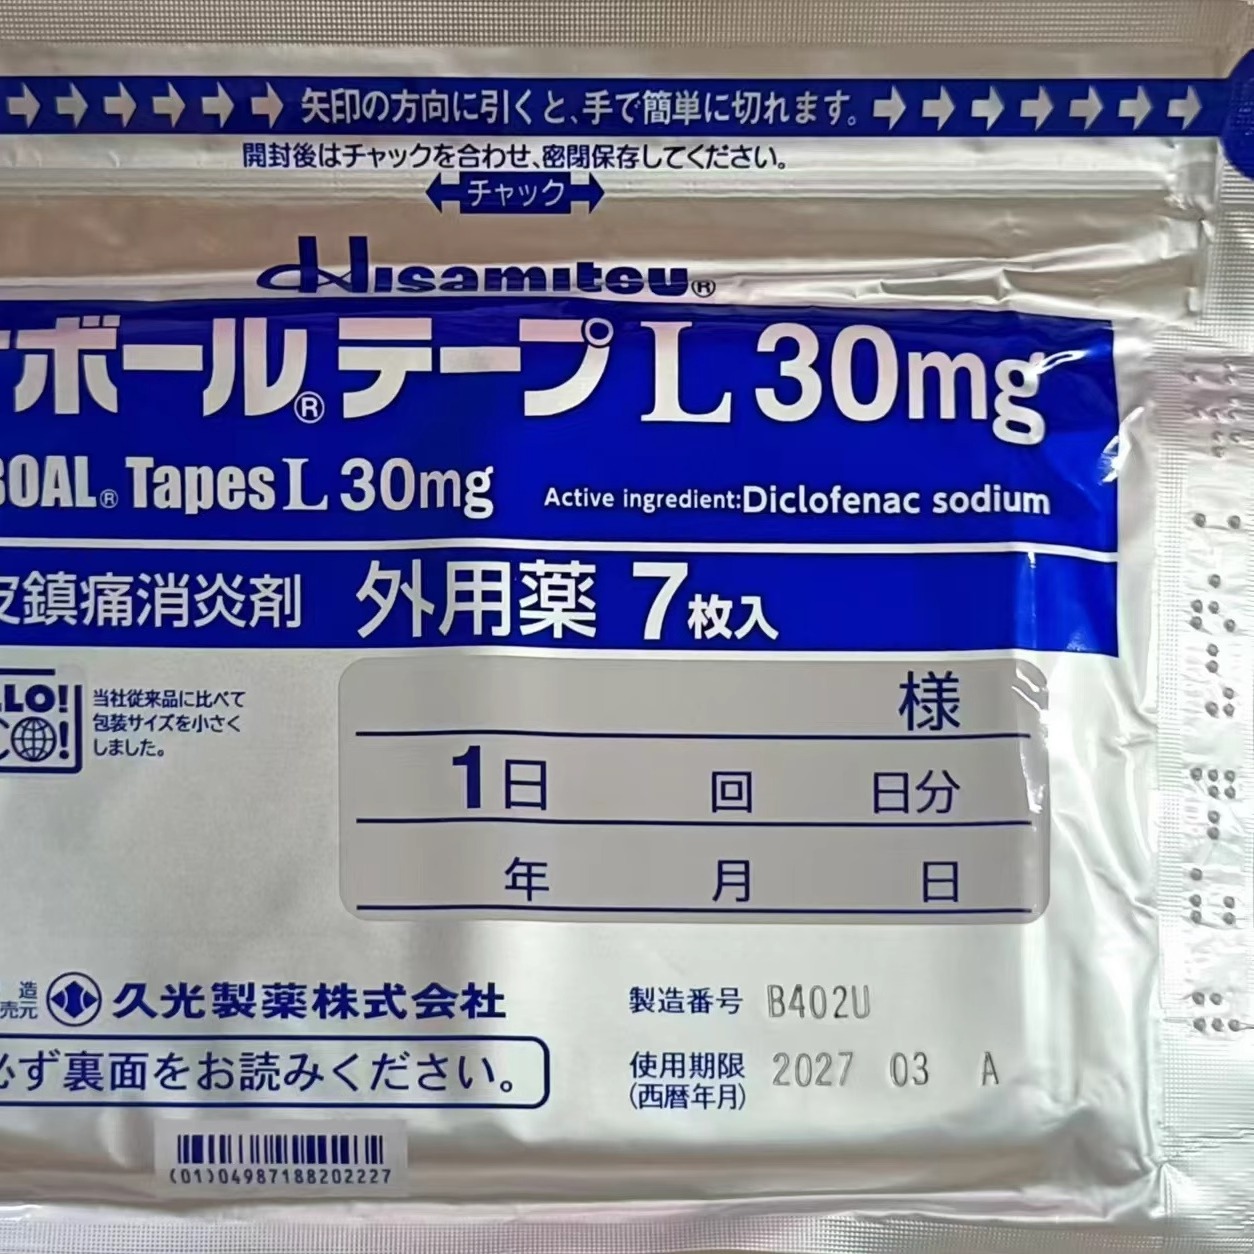 矢印の方向に引くと、手で簡単に切れます。
開封後はチャックを合わせ、密閉保存してください。
チャック
Hisamitsu®
ボール®テープL30mg
BOAL® Tapes L 30mg Active ingredient:Diclofenac sodium
皮鎮痛消炎剤 外用薬 7枚入
LLO!
CO!
当社従来品に比べて
包装サイズを小さく
しました。
様
1日 回 日分
年 月 日
造
売元
久光製薬株式会社
製造番号 B402U
必ず裏面をお読みください。
使用期限 2027 03 A
(西暦年月)
(01)04987188202227